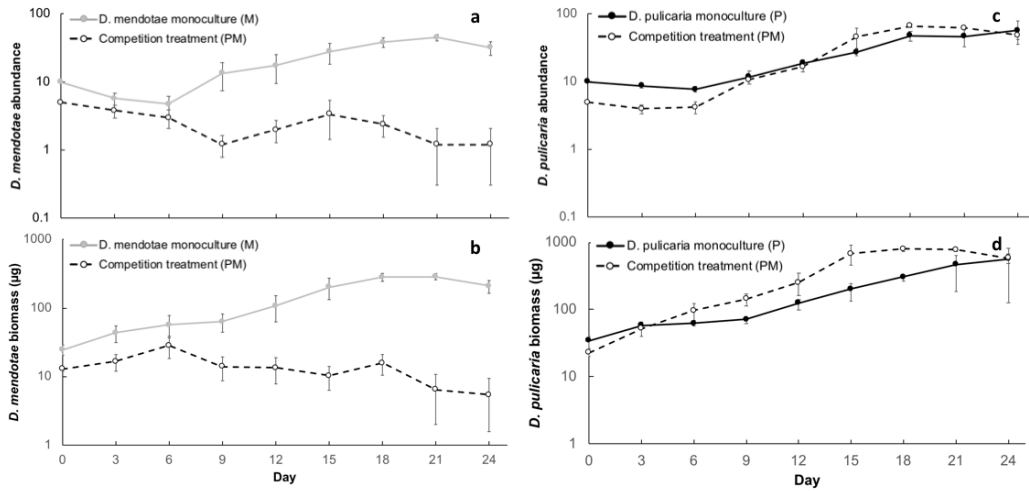 a
D. mendotae monoculture (M)
Competition treatment (PM)
100
10
1
0.1
D. mendotae abundance
b
D. mendotae monoculture (M)
Competition treatment (PM)
1000
100
10
1
D. mendotae biomass (µg)
0 3 6 9 12 15 18 21 24
Day
c
D. pulicaria monoculture (P)
Competition treatment (PM)
100
10
1
0.1
D. pulicaria abundance
d
D. pulicaria monoculture (P)
Competition treatment (PM)
1000
100
10
1
D. pulicaria biomass (µg)
0 3 6 9 12 15 18 21 24
Day